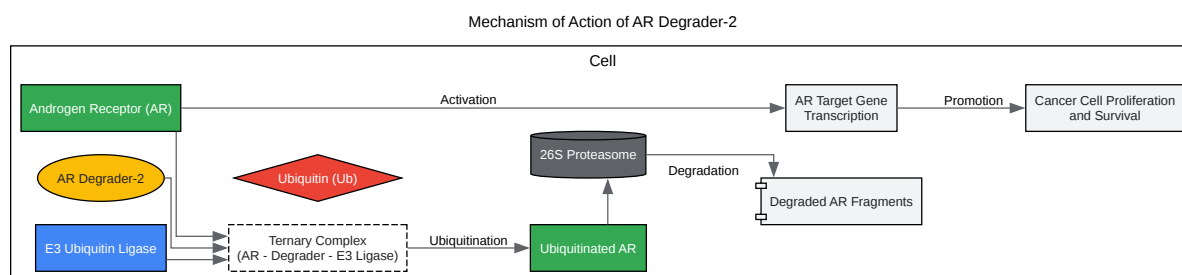 Mechanism of Action of AR Degrader-2
Cell
Androgen Receptor (AR)
Activation
AR Target Gene
Transcription
Promotion
Cancer Cell Proliferation
and Survival
AR Degrader-2
Ubiquitin (Ub)
26S Proteasome
Degradation
Degraded AR Fragments
E3 Ubiquitin Ligase
Ternary Complex
(AR - Degrader - E3 Ligase)
Ubiquitination
Ubiquitinated AR